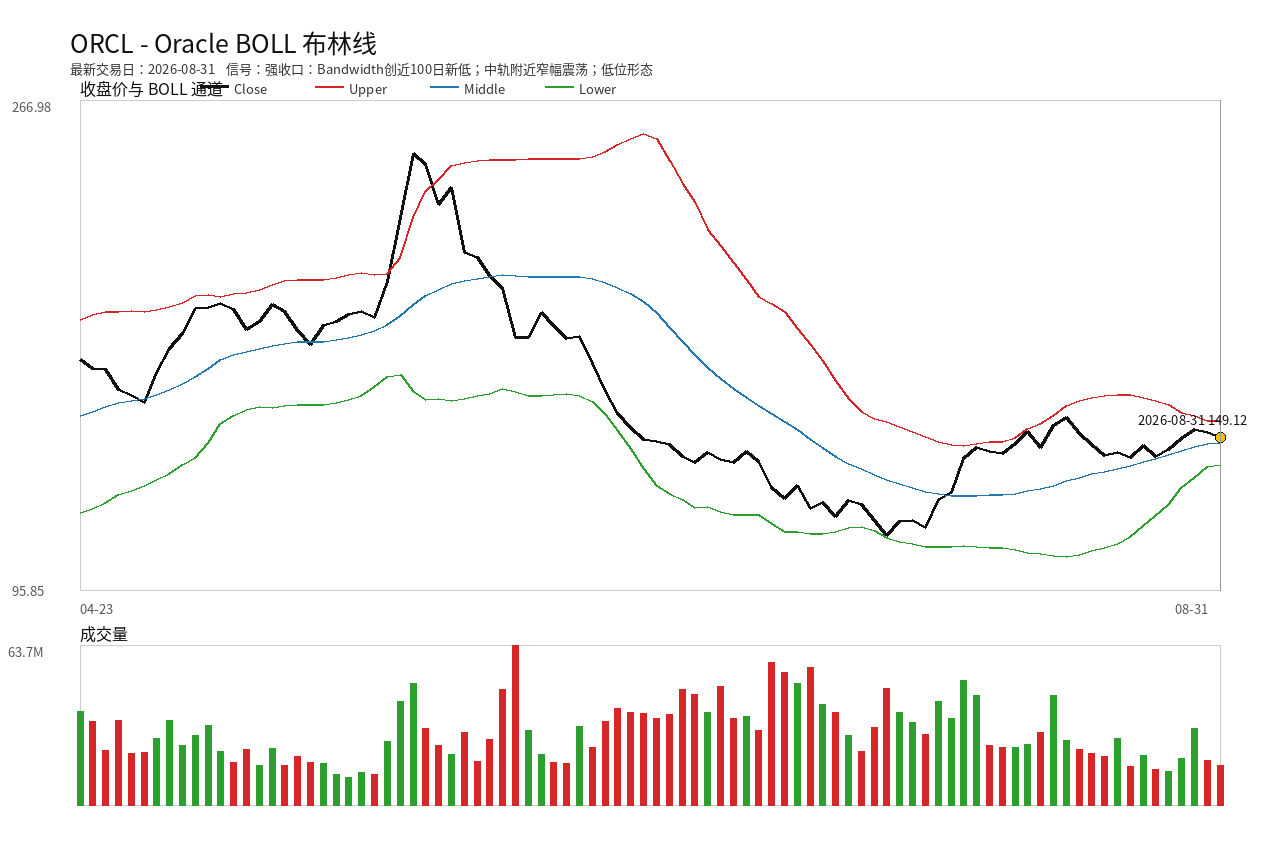 ORCL - Oracle BOLL 布林线
最新交易日：2026-08-31 信号：强收口：Bandwidth创近100日新低；中轨附近窄幅震荡；低位形态
收盘价与 BOLL 通道 Close Upper Middle Lower
266.98
2026-08-31 149.12
95.85
04-23 08-31
成交量
63.7M